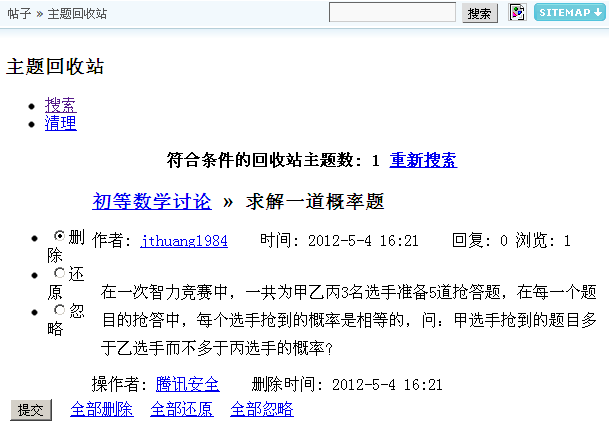 帖子 » 主题回收站
搜索
SITEMAP
主题回收站
搜索
清理
符合条件的回收站主题数: 1 重新搜索
初等数学讨论 » 求解一道概率题
删除
还原
忽略
作者: jthuang1984 时间: 2012-5-4 16:21 回复: 0 浏览: 1
在一次智力竞赛中，一共为甲乙丙3名选手准备5道抢答题，在每一个题
目的抢答中，每个选手抢到的概率是相等的，问：甲选手抢到的题目多
于乙选手而不多于丙选手的概率?
操作者: 腾讯安全 删除时间: 2012-5-4 16:21
提交 全部删除 全部还原 全部忽略